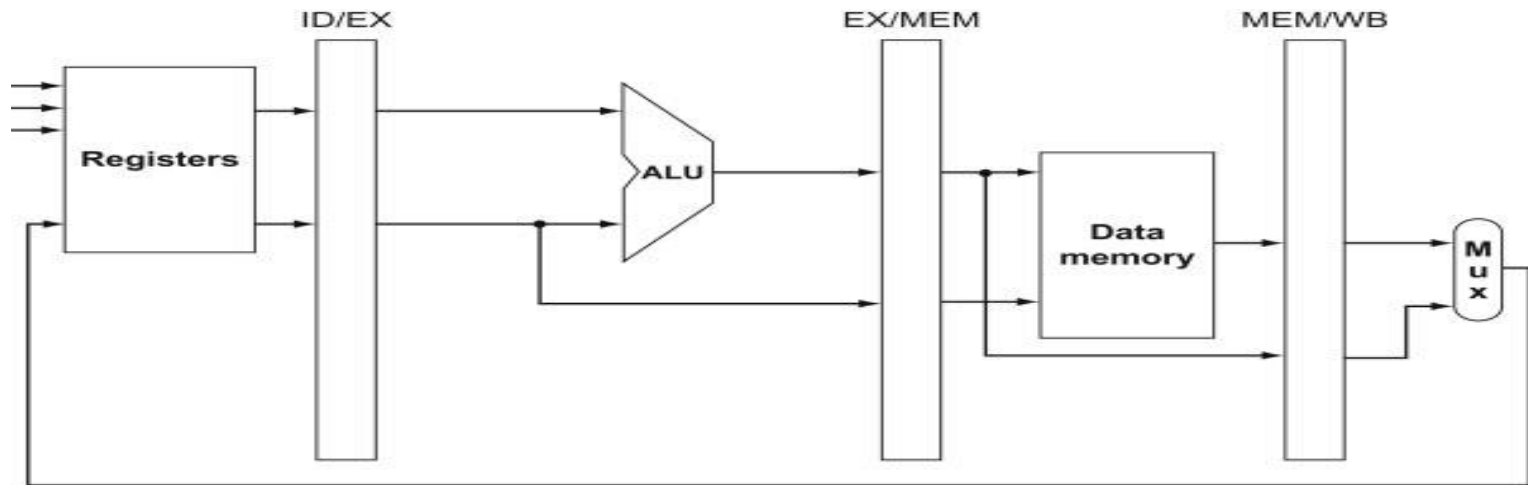 ID/EX
EX/MEM
MEM/WB
Registers
ALU
Data
memory
M
u
x